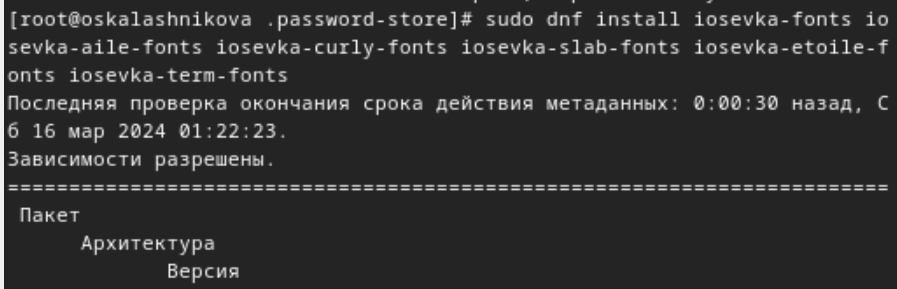 [root@oskalashnikova .password-store]# sudo dnf install iosevka-fonts io
sevka-aile-fonts iosevka-curly-fonts iosevka-slab-fonts iosevka-etoile-f
onts iosevka-term-fonts
Последняя проверка окончания срока действия метаданных: 0:00:30 назад, С
б 16 мар 2024 01:22:23.
Зависимости разрешены.
========================================================================
Пакет
Архитектура
Версия